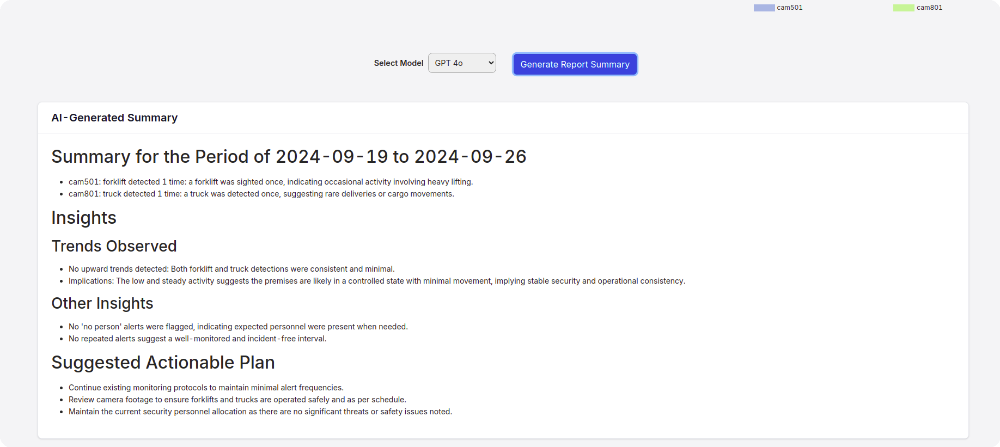 cam501 cam801
Select Model GPT 4o Generate Report Summary
AI-Generated Summary
Summary for the Period of 2024-09-19 to 2024-09-26
• cam501: forklift detected 1 time: a forklift was sighted once, indicating occasional activity involving heavy lifting.
• cam801: truck detected 1 time: a truck was detected once, suggesting rare deliveries or cargo movements.
Insights
Trends Observed
• No upward trends detected: Both forklift and truck detections were consistent and minimal.
• Implications: The low and steady activity suggests the premises are likely in a controlled state with minimal movement, implying stable security and operational consistency.
Other Insights
• No 'no person' alerts were flagged, indicating expected personnel were present when needed.
• No repeated alerts suggest a well-monitored and incident-free interval.
Suggested Actionable Plan
• Continue existing monitoring protocols to maintain minimal alert frequencies.
• Review camera footage to ensure forklifts and trucks are operated safely and as per schedule.
• Maintain the current security personnel allocation as there are no significant threats or safety issues noted.